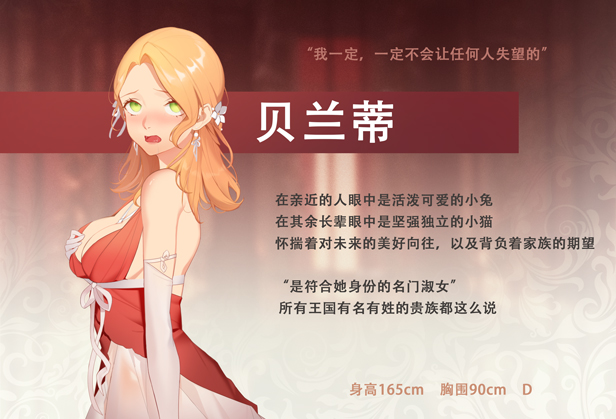 “我一定，一定不会让任何人失望的”
贝兰蒂
在亲近的人眼中是活泼可爱的小兔
在其余长辈眼中是坚强独立的小猫
怀揣着对未来的美好向往，以及背负着家族的期望
“是符合她身份的名门淑女”
所有王国有名有姓的贵族都这么说
身高165cm 胸围90cm D